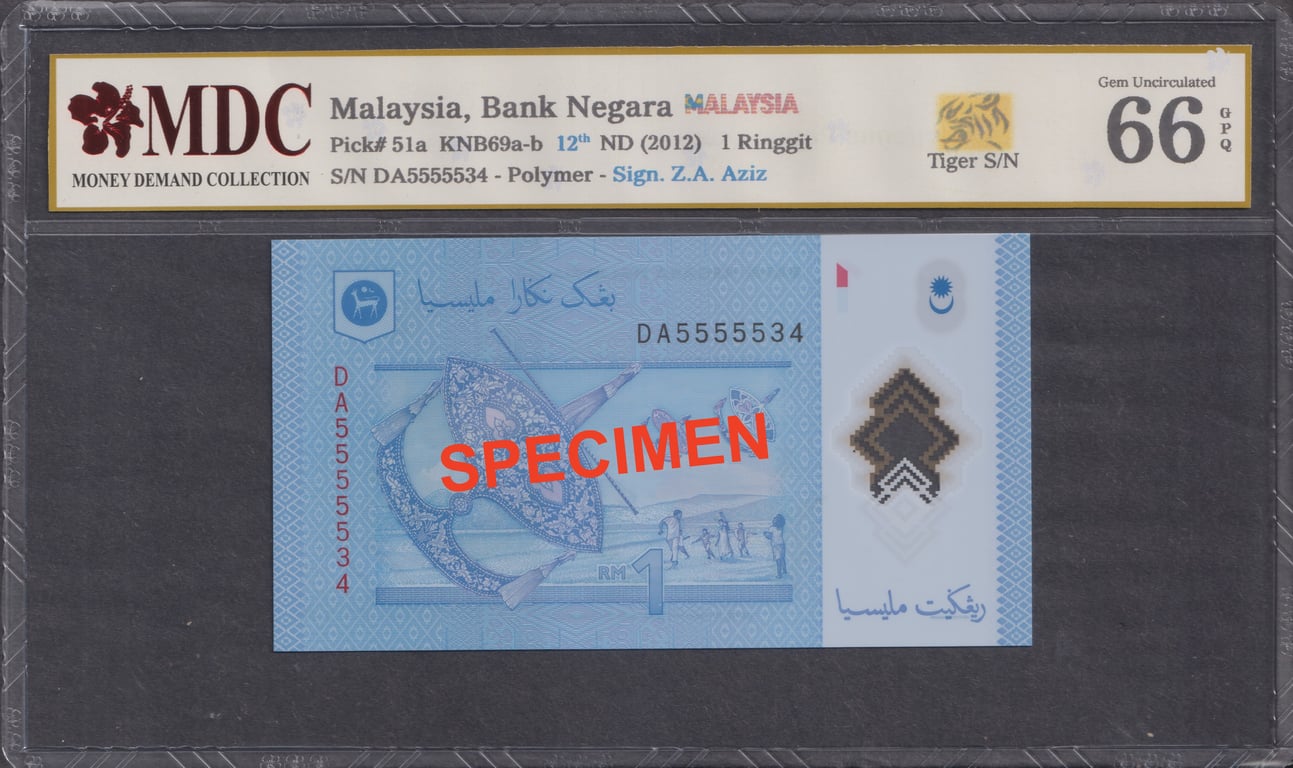 MDC
MONEY DEMAND COLLECTION
Malaysia, Bank Negara MALAYSIA
Pick# 51a KNB69a-b 12th ND (2012) 1 Ringgit
S/N DA5555534 - Polymer - Sign. Z.A. Aziz
Tiger S/N
Gem Uncirculated
66
GPQ
بڠک نݢارا مليسيا
DA5555534
DA5555534
SPECIMEN
RM1
1
ريڠݢيت مليسيا